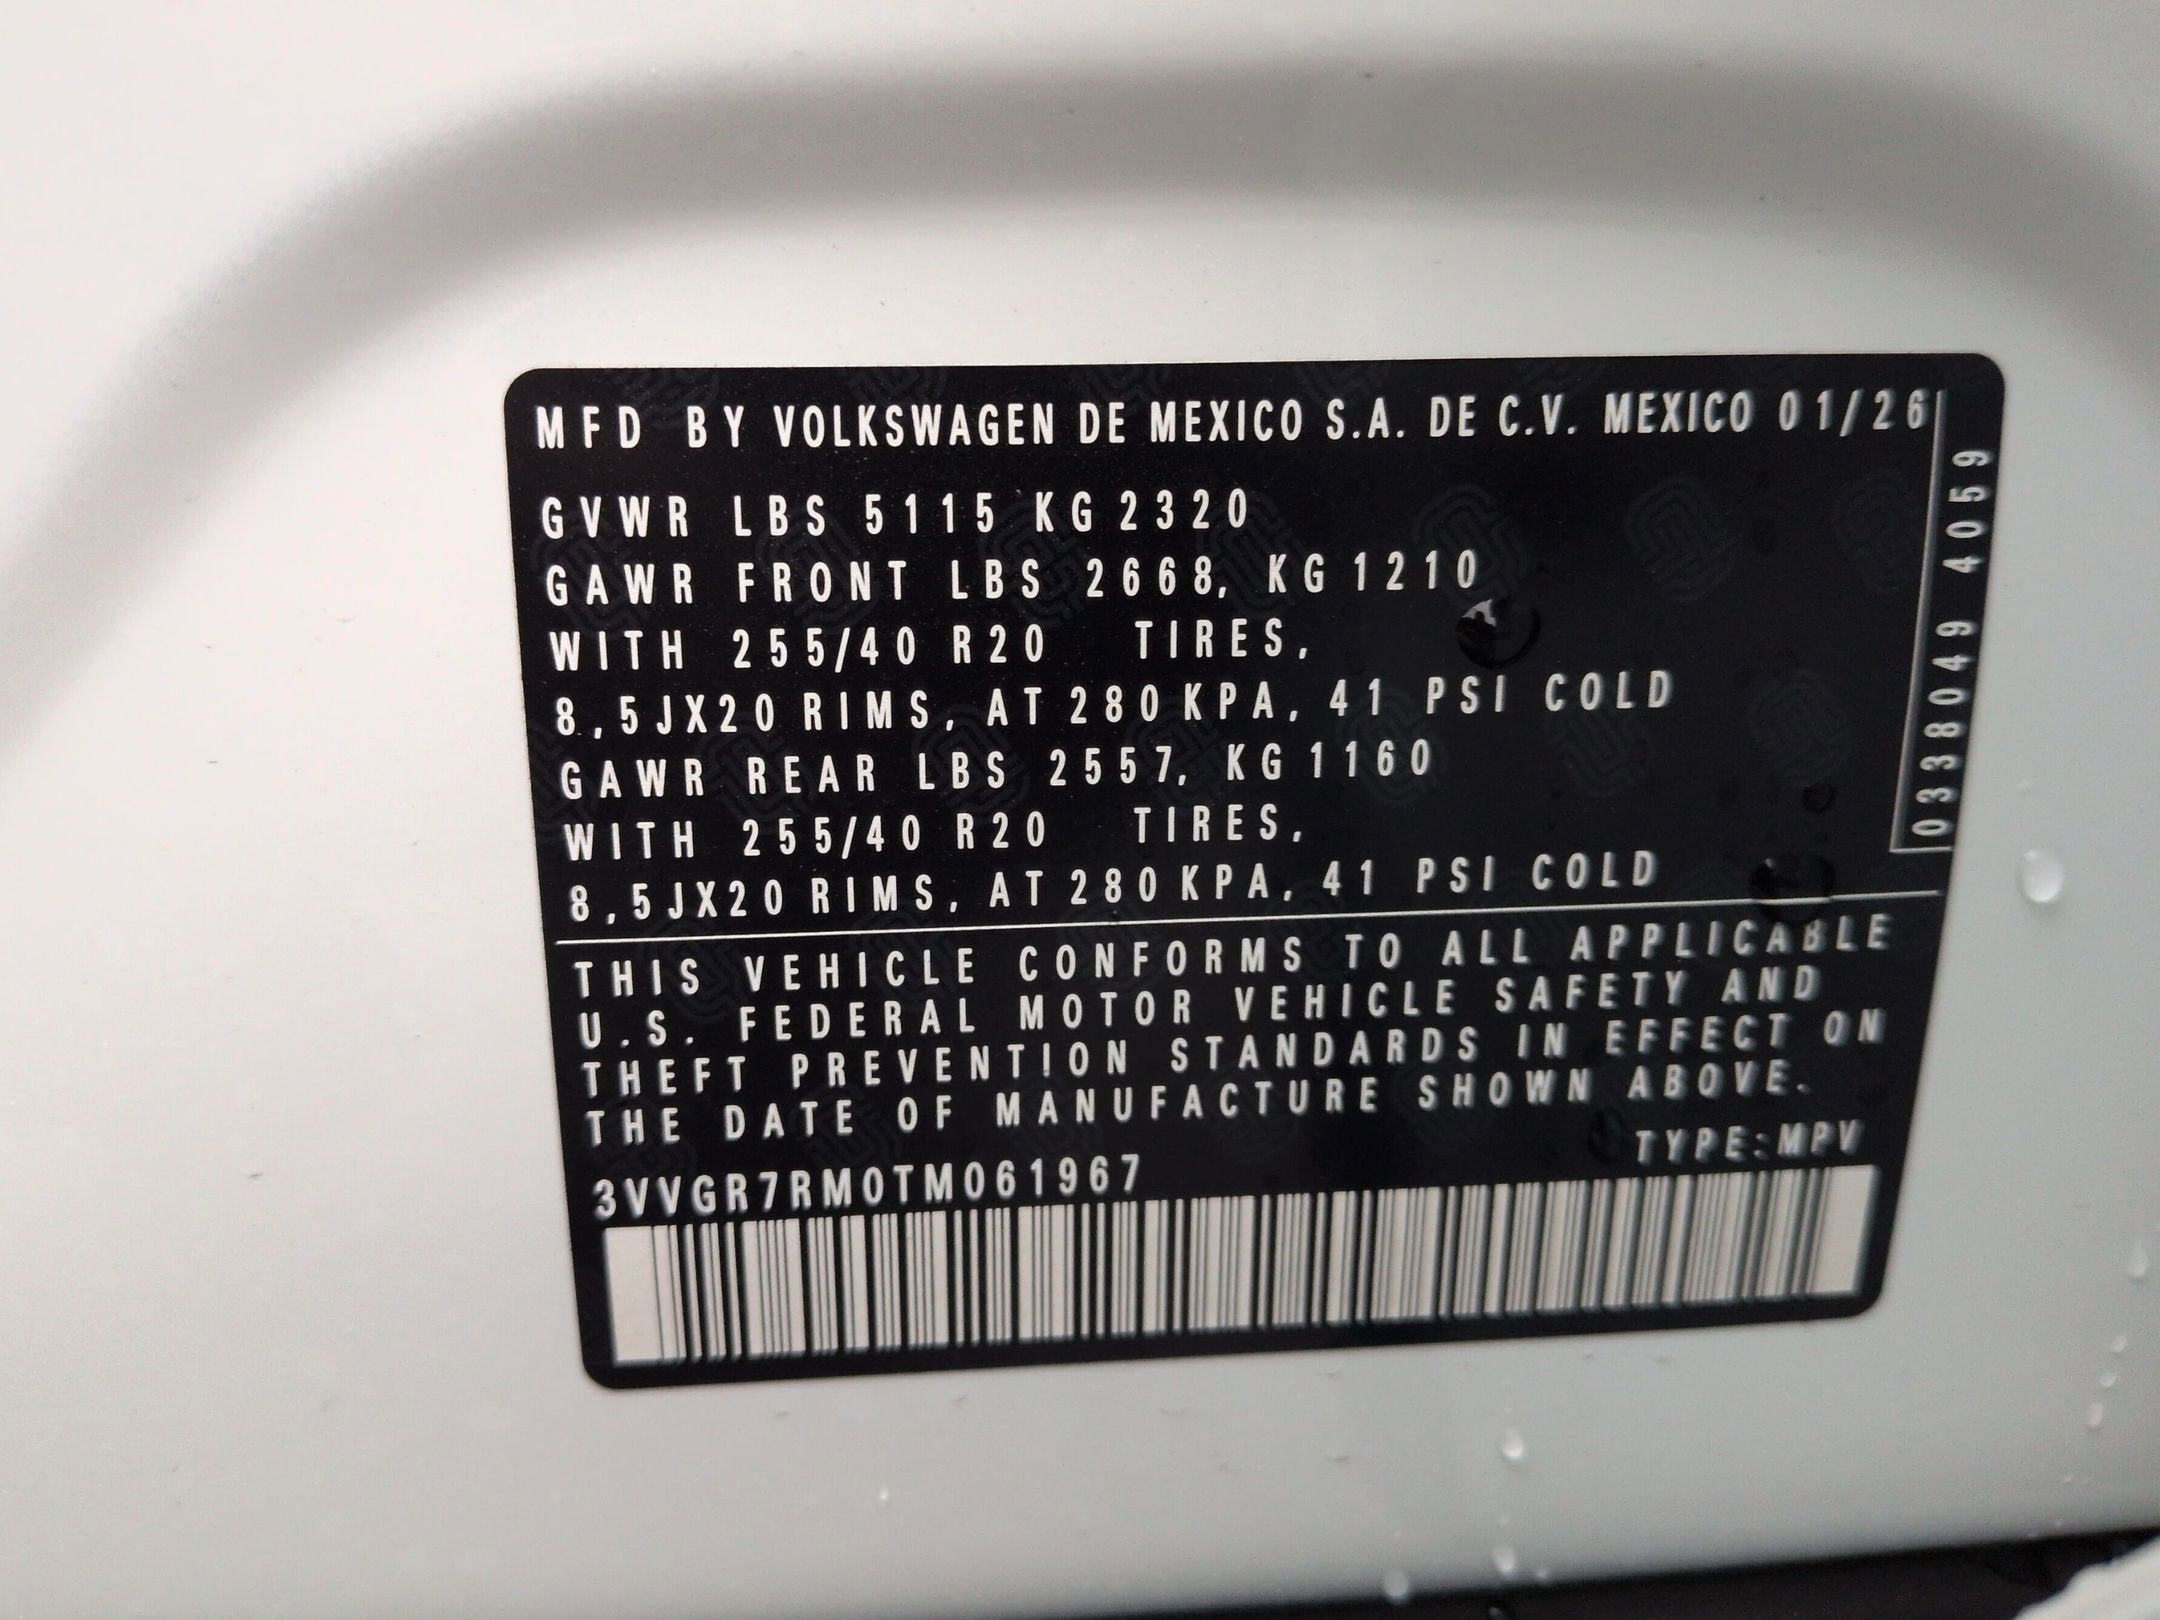 MFD BY VOLKSWAGEN DE MEXICO S.A. DE C.V. MEXICO 01/26
GVWR LBS 5115 KG 2320
GAWR FRONT LBS 2668, KG 1210
WITH 255/40 R20 TIRES,
8,5JX20 RIMS, AT 280 KPA, 41 PSI COLD
GAWR REAR LBS 2557, KG 1160
WITH 255/40 R20 TIRES,
8,5JX20 RIMS, AT 280 KPA, 41 PSI COLD
0338049 4059
THIS VEHICLE CONFORMS TO ALL APPLICABLE
U.S. FEDERAL MOTOR VEHICLE SAFETY AND
THEFT PREVENTION STANDARDS IN EFFECT ON
THE DATE OF MANUFACTURE SHOWN ABOVE.
TYPE:MPV
3VVGR7RM0TM061967